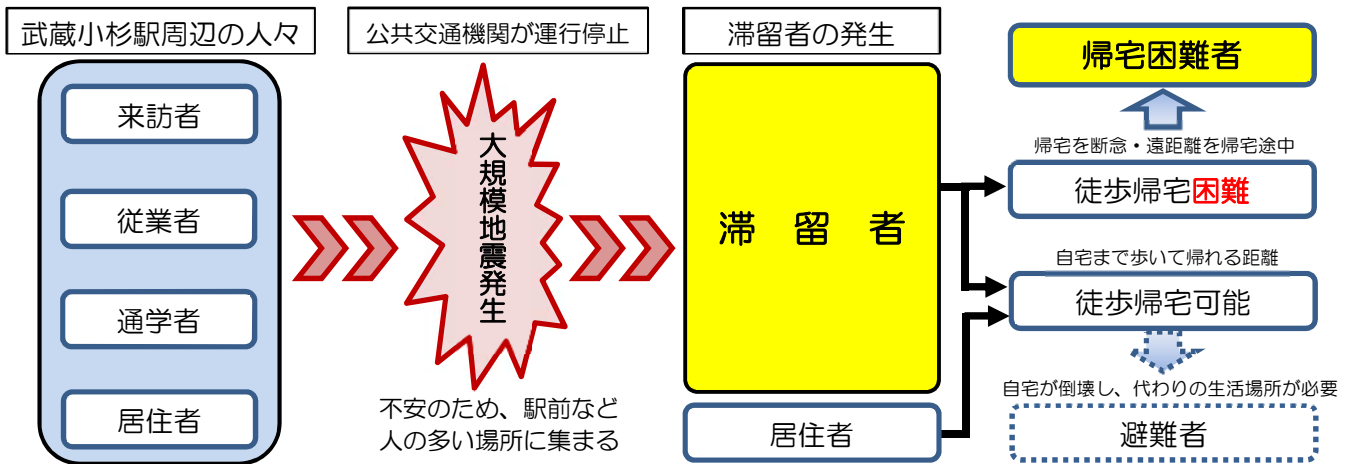 武蔵小杉駅周辺の人々
来訪者
従業者
通学者
居住者
公共交通機関が運行停止
大規模地震発生
不安のため、駅前など
人の多い場所に集まる
滞留者の発生
滞留者
居住者
帰宅困難者
帰宅を断念・遠距離を帰宅途中
徒歩帰宅困難
自宅まで歩いて帰れる距離
徒歩帰宅可能
自宅が倒壊し、代わりの生活場所が必要
避難者